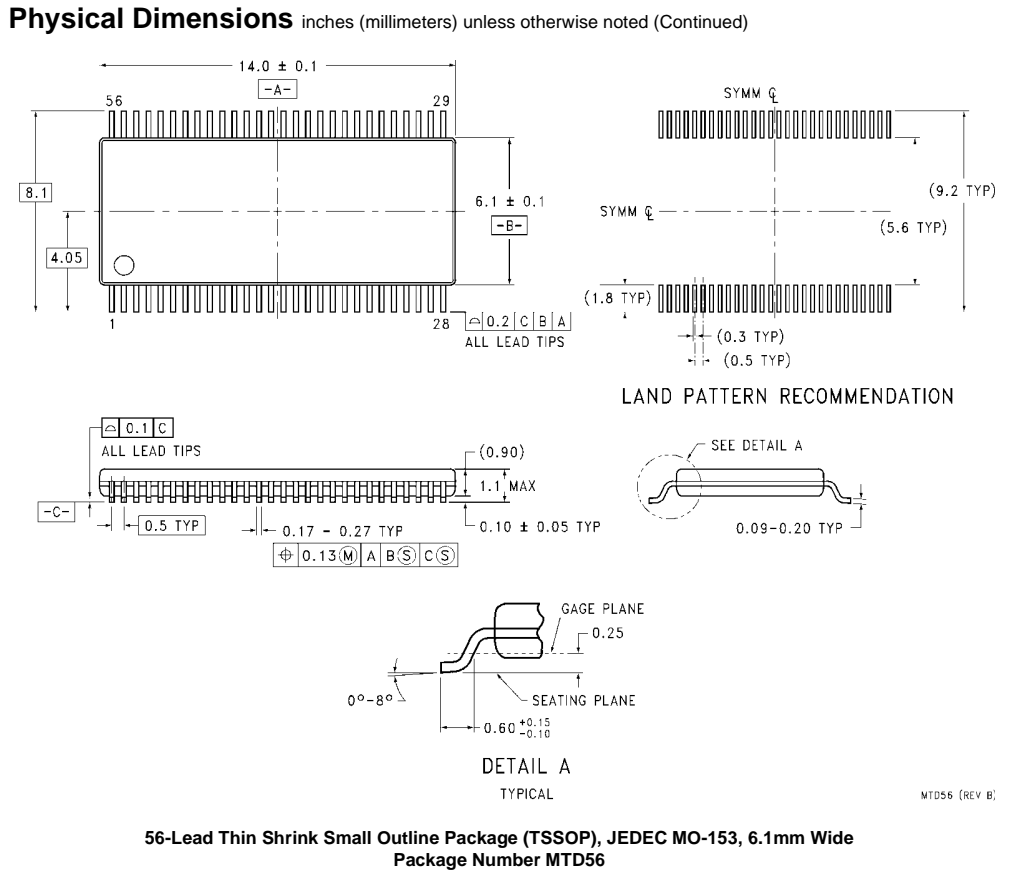 Physical Dimensions inches (millimeters) unless otherwise noted (Continued)
14.0 ± 0.1
-A-
56
29
8.1
4.05
6.1 ± 0.1
-B-
1
28
⌓ 0.2 C B A
ALL LEAD TIPS
SYMM ℄
SYMM ℄
(9.2 TYP)
(5.6 TYP)
(1.8 TYP)
(0.3 TYP)
(0.5 TYP)
LAND PATTERN RECOMMENDATION
⌓ 0.1 C
ALL LEAD TIPS
(0.90)
1.1 MAX
-C-
0.5 TYP
0.17 - 0.27 TYP
0.10 ± 0.05 TYP
⌖ 0.13 Ⓜ A B Ⓢ C Ⓢ
SEE DETAIL A
0.09-0.20 TYP
GAGE PLANE
0.25
0°-8°
SEATING PLANE
0.60 +0.15 -0.10
DETAIL A
TYPICAL
MTD56 (REV B)
56-Lead Thin Shrink Small Outline Package (TSSOP), JEDEC MO-153, 6.1mm Wide
Package Number MTD56